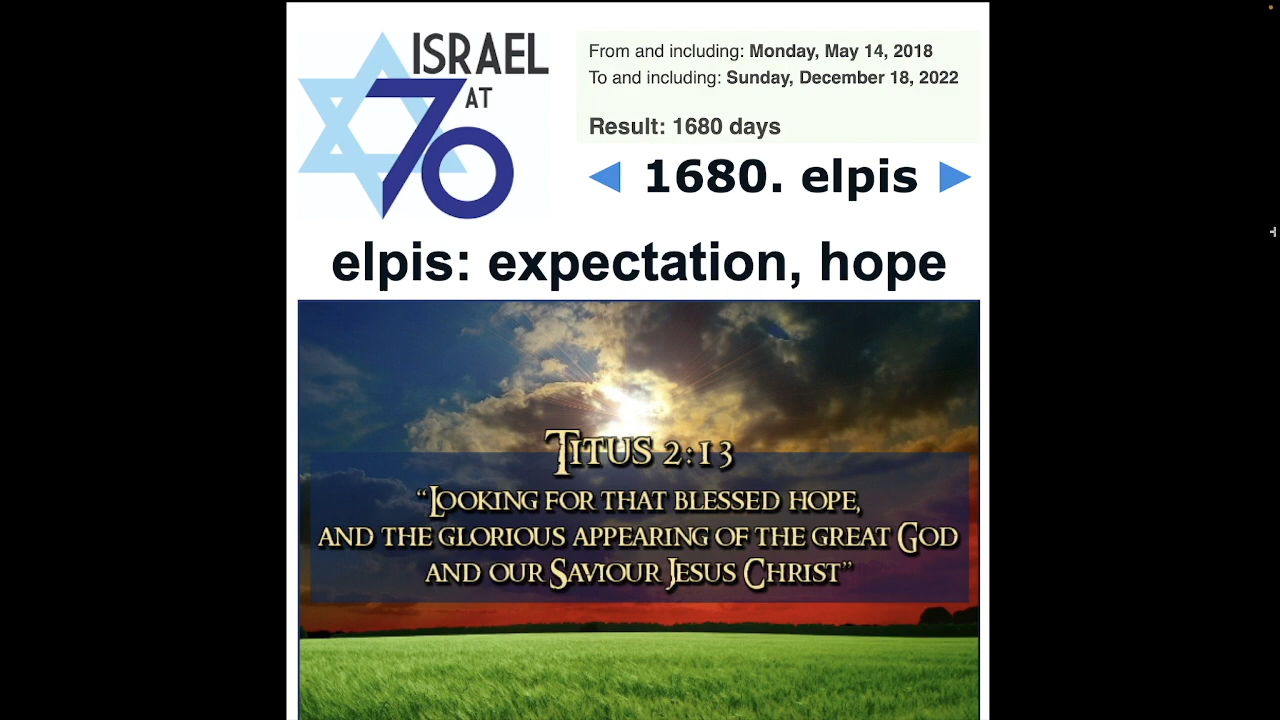 ISRAEL
AT
70
From and including: Monday, May 14, 2018
To and including: Sunday, December 18, 2022
Result: 1680 days
1680. elpis
elpis: expectation, hope
Titus 2:13
“Looking for that blessed hope,
and the glorious appearing of the great God
and our Saviour Jesus Christ”